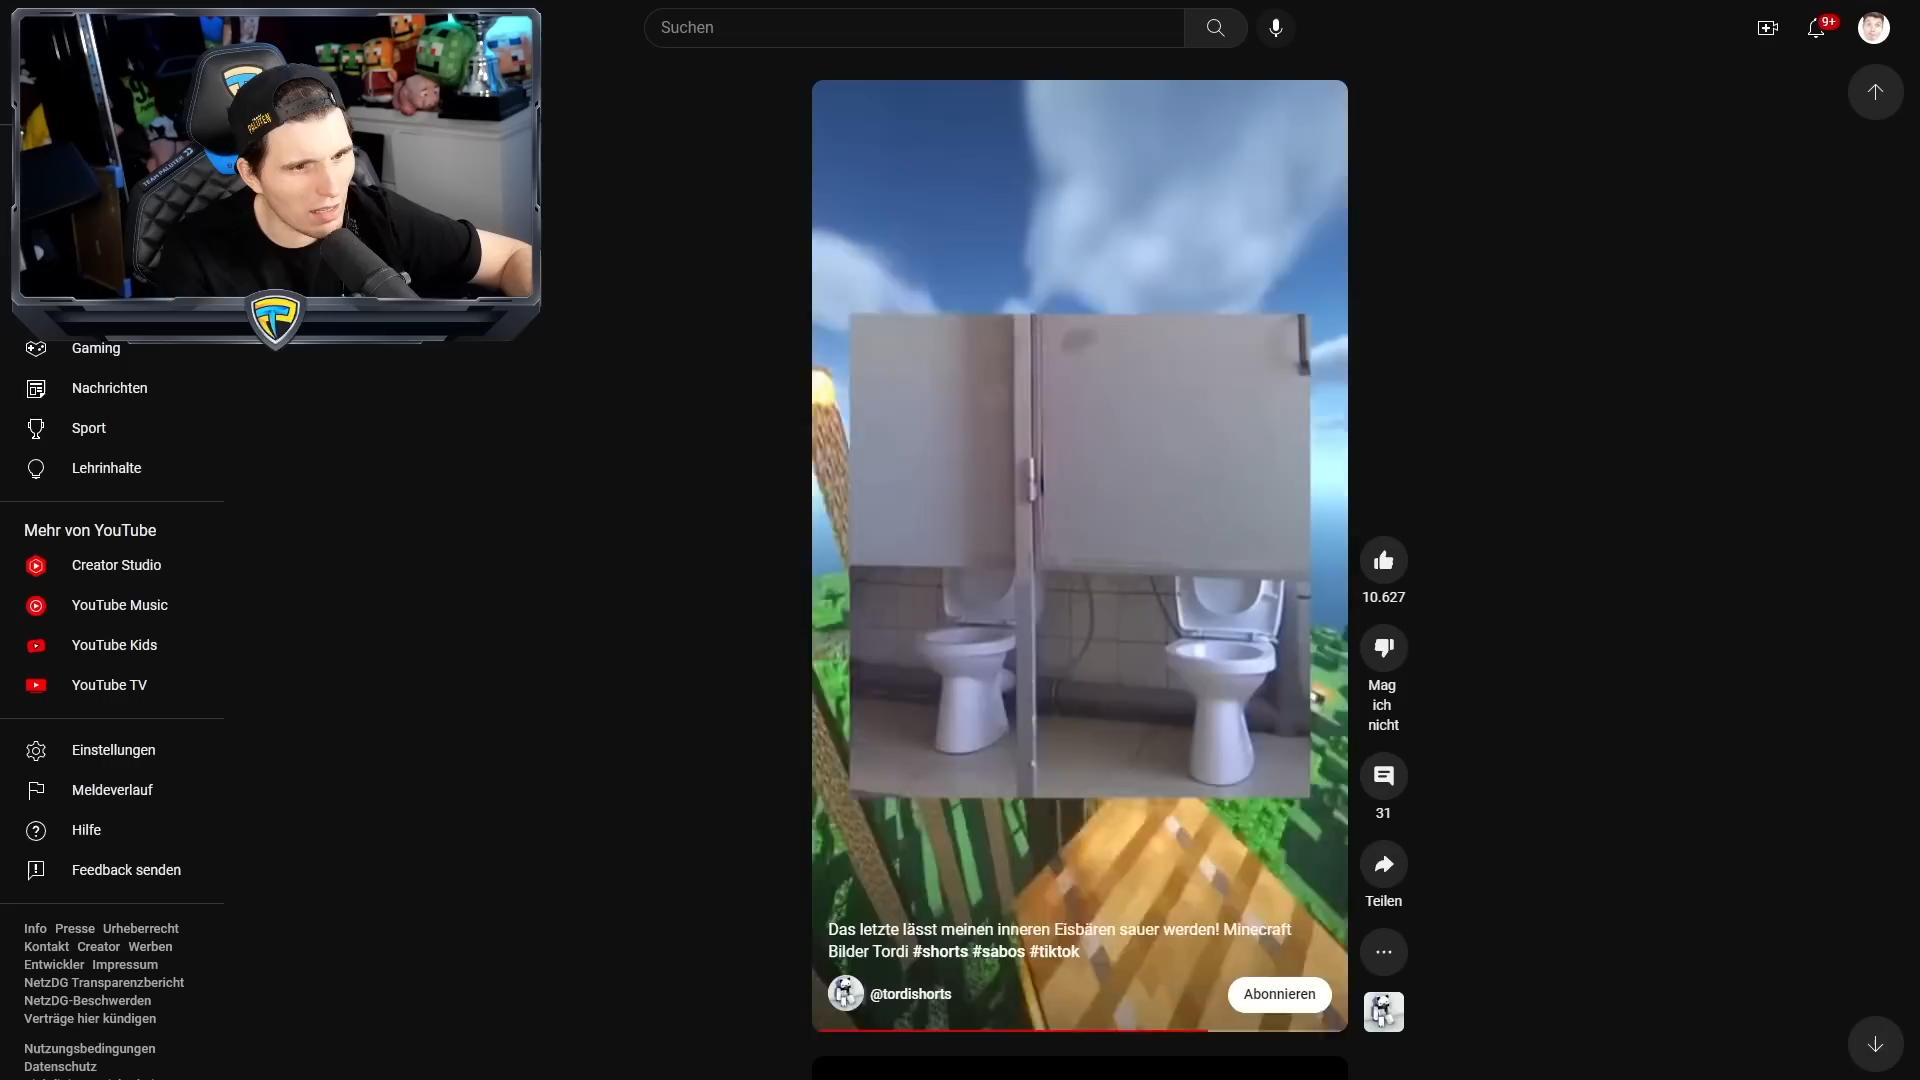 PALUTEN
TEAM PALUTEN
Suchen
9+
Gaming
Nachrichten
Sport
Lehrinhalte
Mehr von YouTube
Creator Studio
YouTube Music
YouTube Kids
YouTube TV
Einstellungen
Meldeverlauf
Hilfe
Feedback senden
Info Presse Urheberrecht
Kontakt Creator Werben
Entwickler Impressum
NetzDG Transparenzbericht
NetzDG-Beschwerden
Verträge hier kündigen
Nutzungsbedingungen
Datenschutz
Das letzte lässt meinen inneren Eisbären sauer werden! Minecraft
Bilder Tordi #shorts #sabos #tiktok
@tordishorts
Abonnieren
10.627
Mag
ich
nicht
31
Teilen